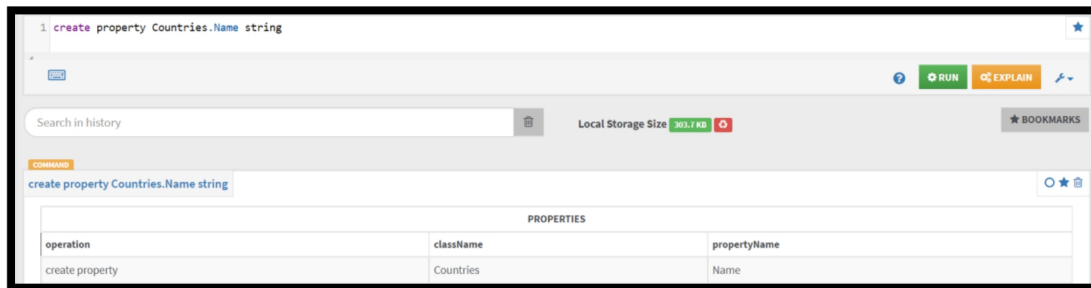 1 create property Countries.Name string
RUN
EXPLAIN
Search in history
Local Storage Size 303.7 KB
BOOKMARKS
COMMAND
create property Countries.Name string
PROPERTIES
operation className propertyName
create property Countries Name